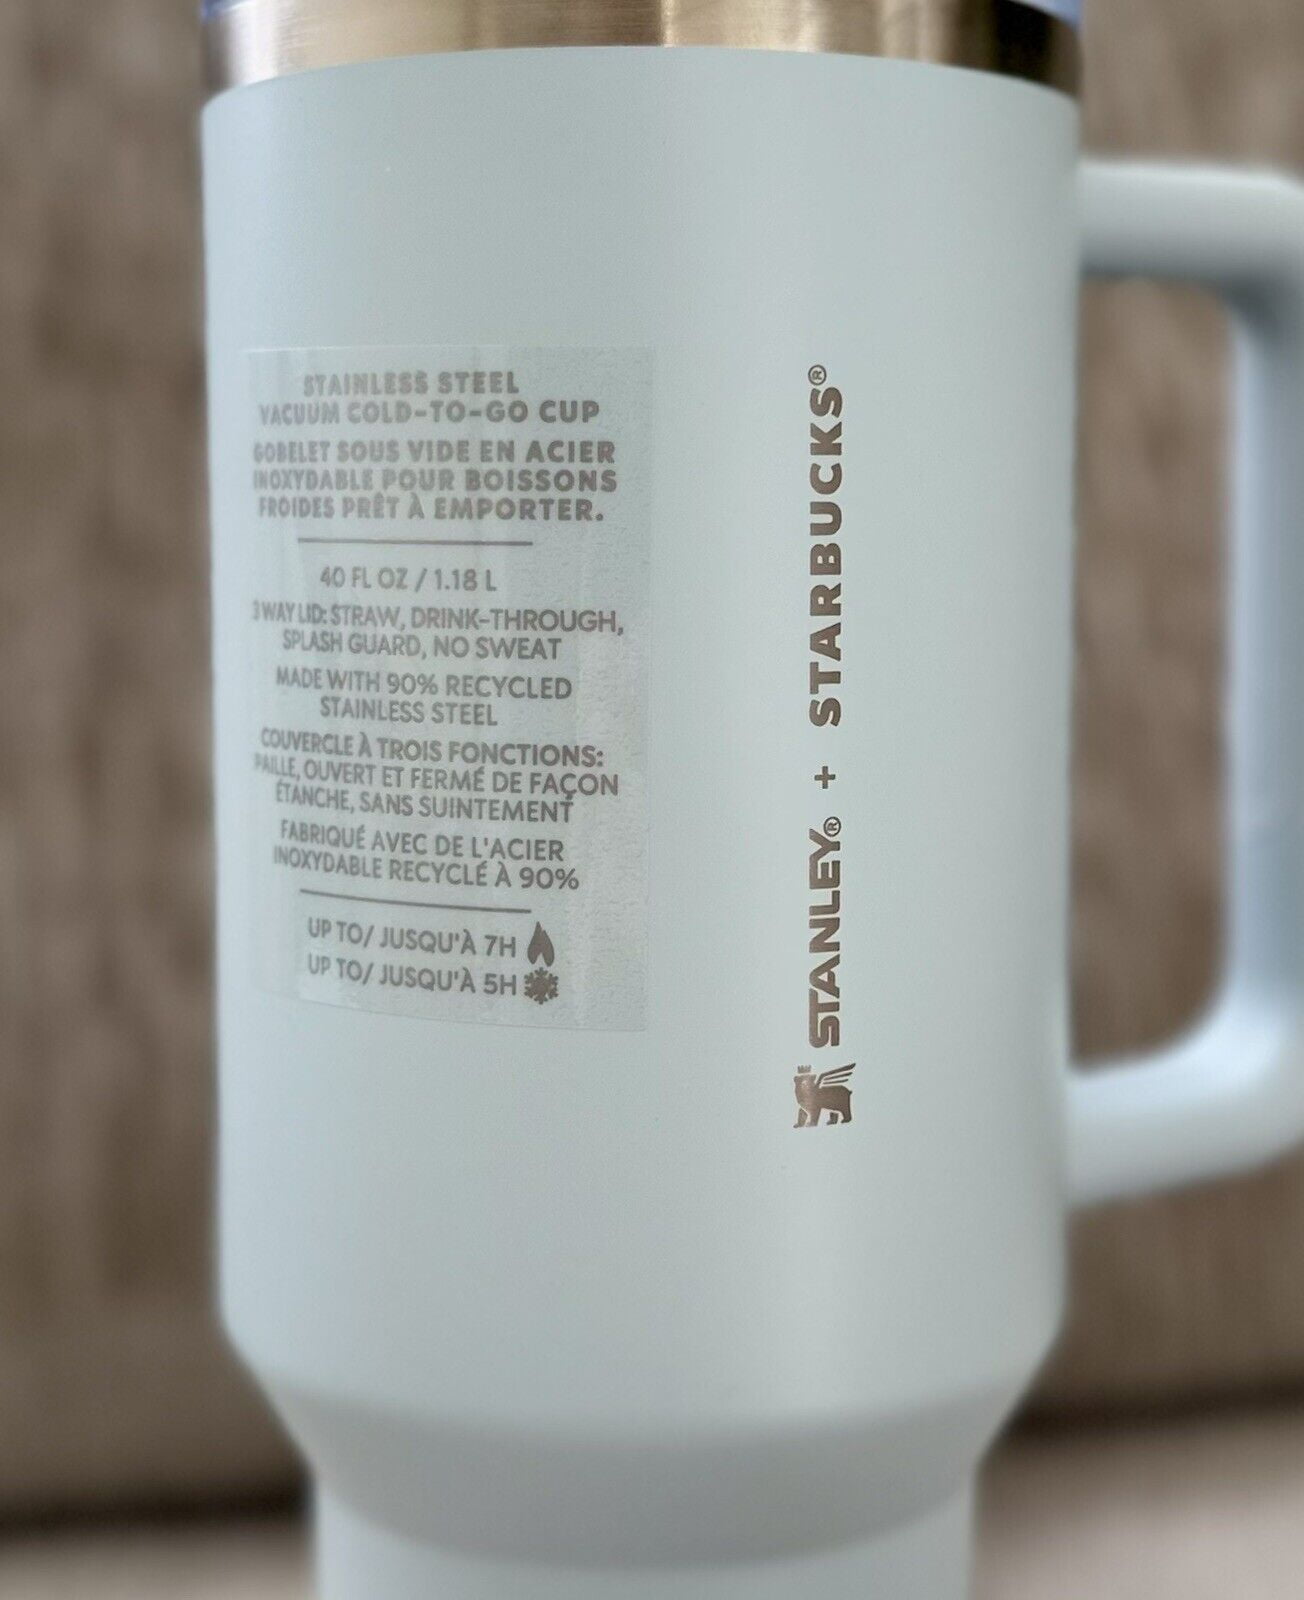 STAINLESS STEEL
VACUUM COLD-TO-GO CUP
GOBELET SOUS VIDE EN ACIER
INOXYDABLE POUR BOISSONS
FROIDES PRÊT À EMPORTER.
40 FL OZ / 1.18 L
3 WAY LID: STRAW, DRINK-THROUGH,
SPLASH GUARD, NO SWEAT
MADE WITH 90% RECYCLED
STAINLESS STEEL
COUVERCLE À TROIS FONCTIONS:
PAILLE, OUVERT ET FERMÉ DE FAÇON
ÉTANCHE, SANS SUINTEMENT
FABRIQUÉ AVEC DE L'ACIER
INOXYDABLE RECYCLÉ À 90%
UP TO/ JUSQU'À 7H
UP TO/ JUSQU'À 5H
STANLEY® + STARBUCKS®